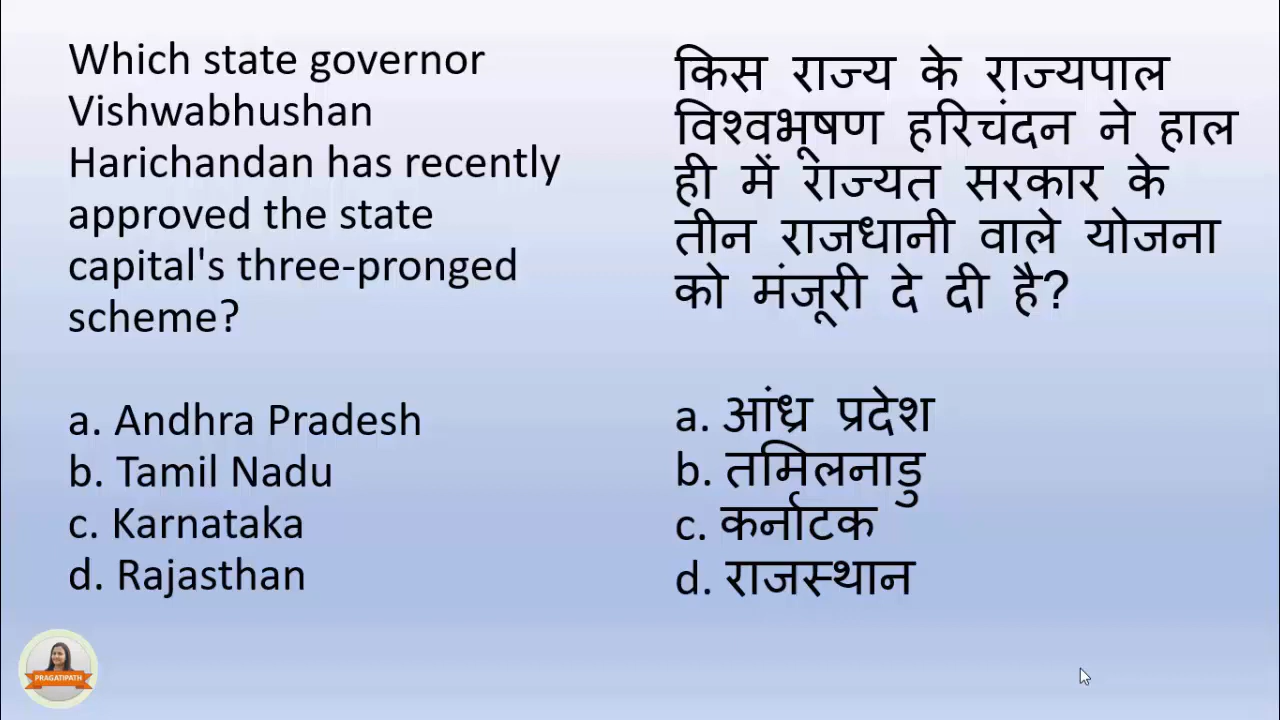 Which state governor
Vishwabhushan
Harichandan has recently
approved the state
capital's three-pronged
scheme?
a. Andhra Pradesh
b. Tamil Nadu
c. Karnataka
d. Rajasthan
किस राज्य के राज्यपाल
विश्वभूषण हरिचंदन ने हाल
ही में राज्यत सरकार के
तीन राजधानी वाले योजना
को मंजूरी दे दी है?
a. आंध्र प्रदेश
b. तमिलनाडु
c. कर्नाटक
d. राजस्थान
PRAGATIPATH